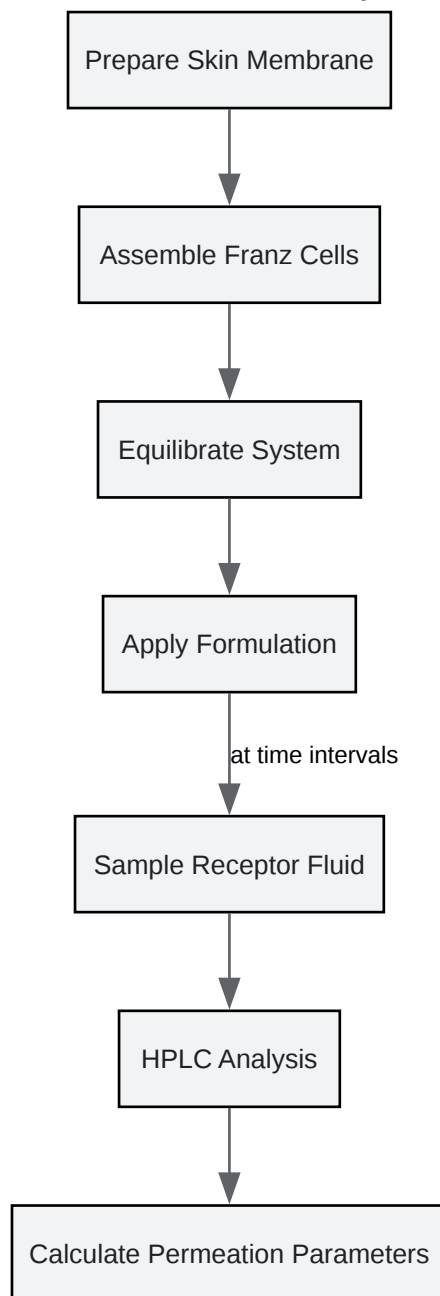 Prepare Skin Membrane
Assemble Franz Cells
Equilibrate System
Apply Formulation
at time intervals
Sample Receptor Fluid
HPLC Analysis
Calculate Permeation Parameters